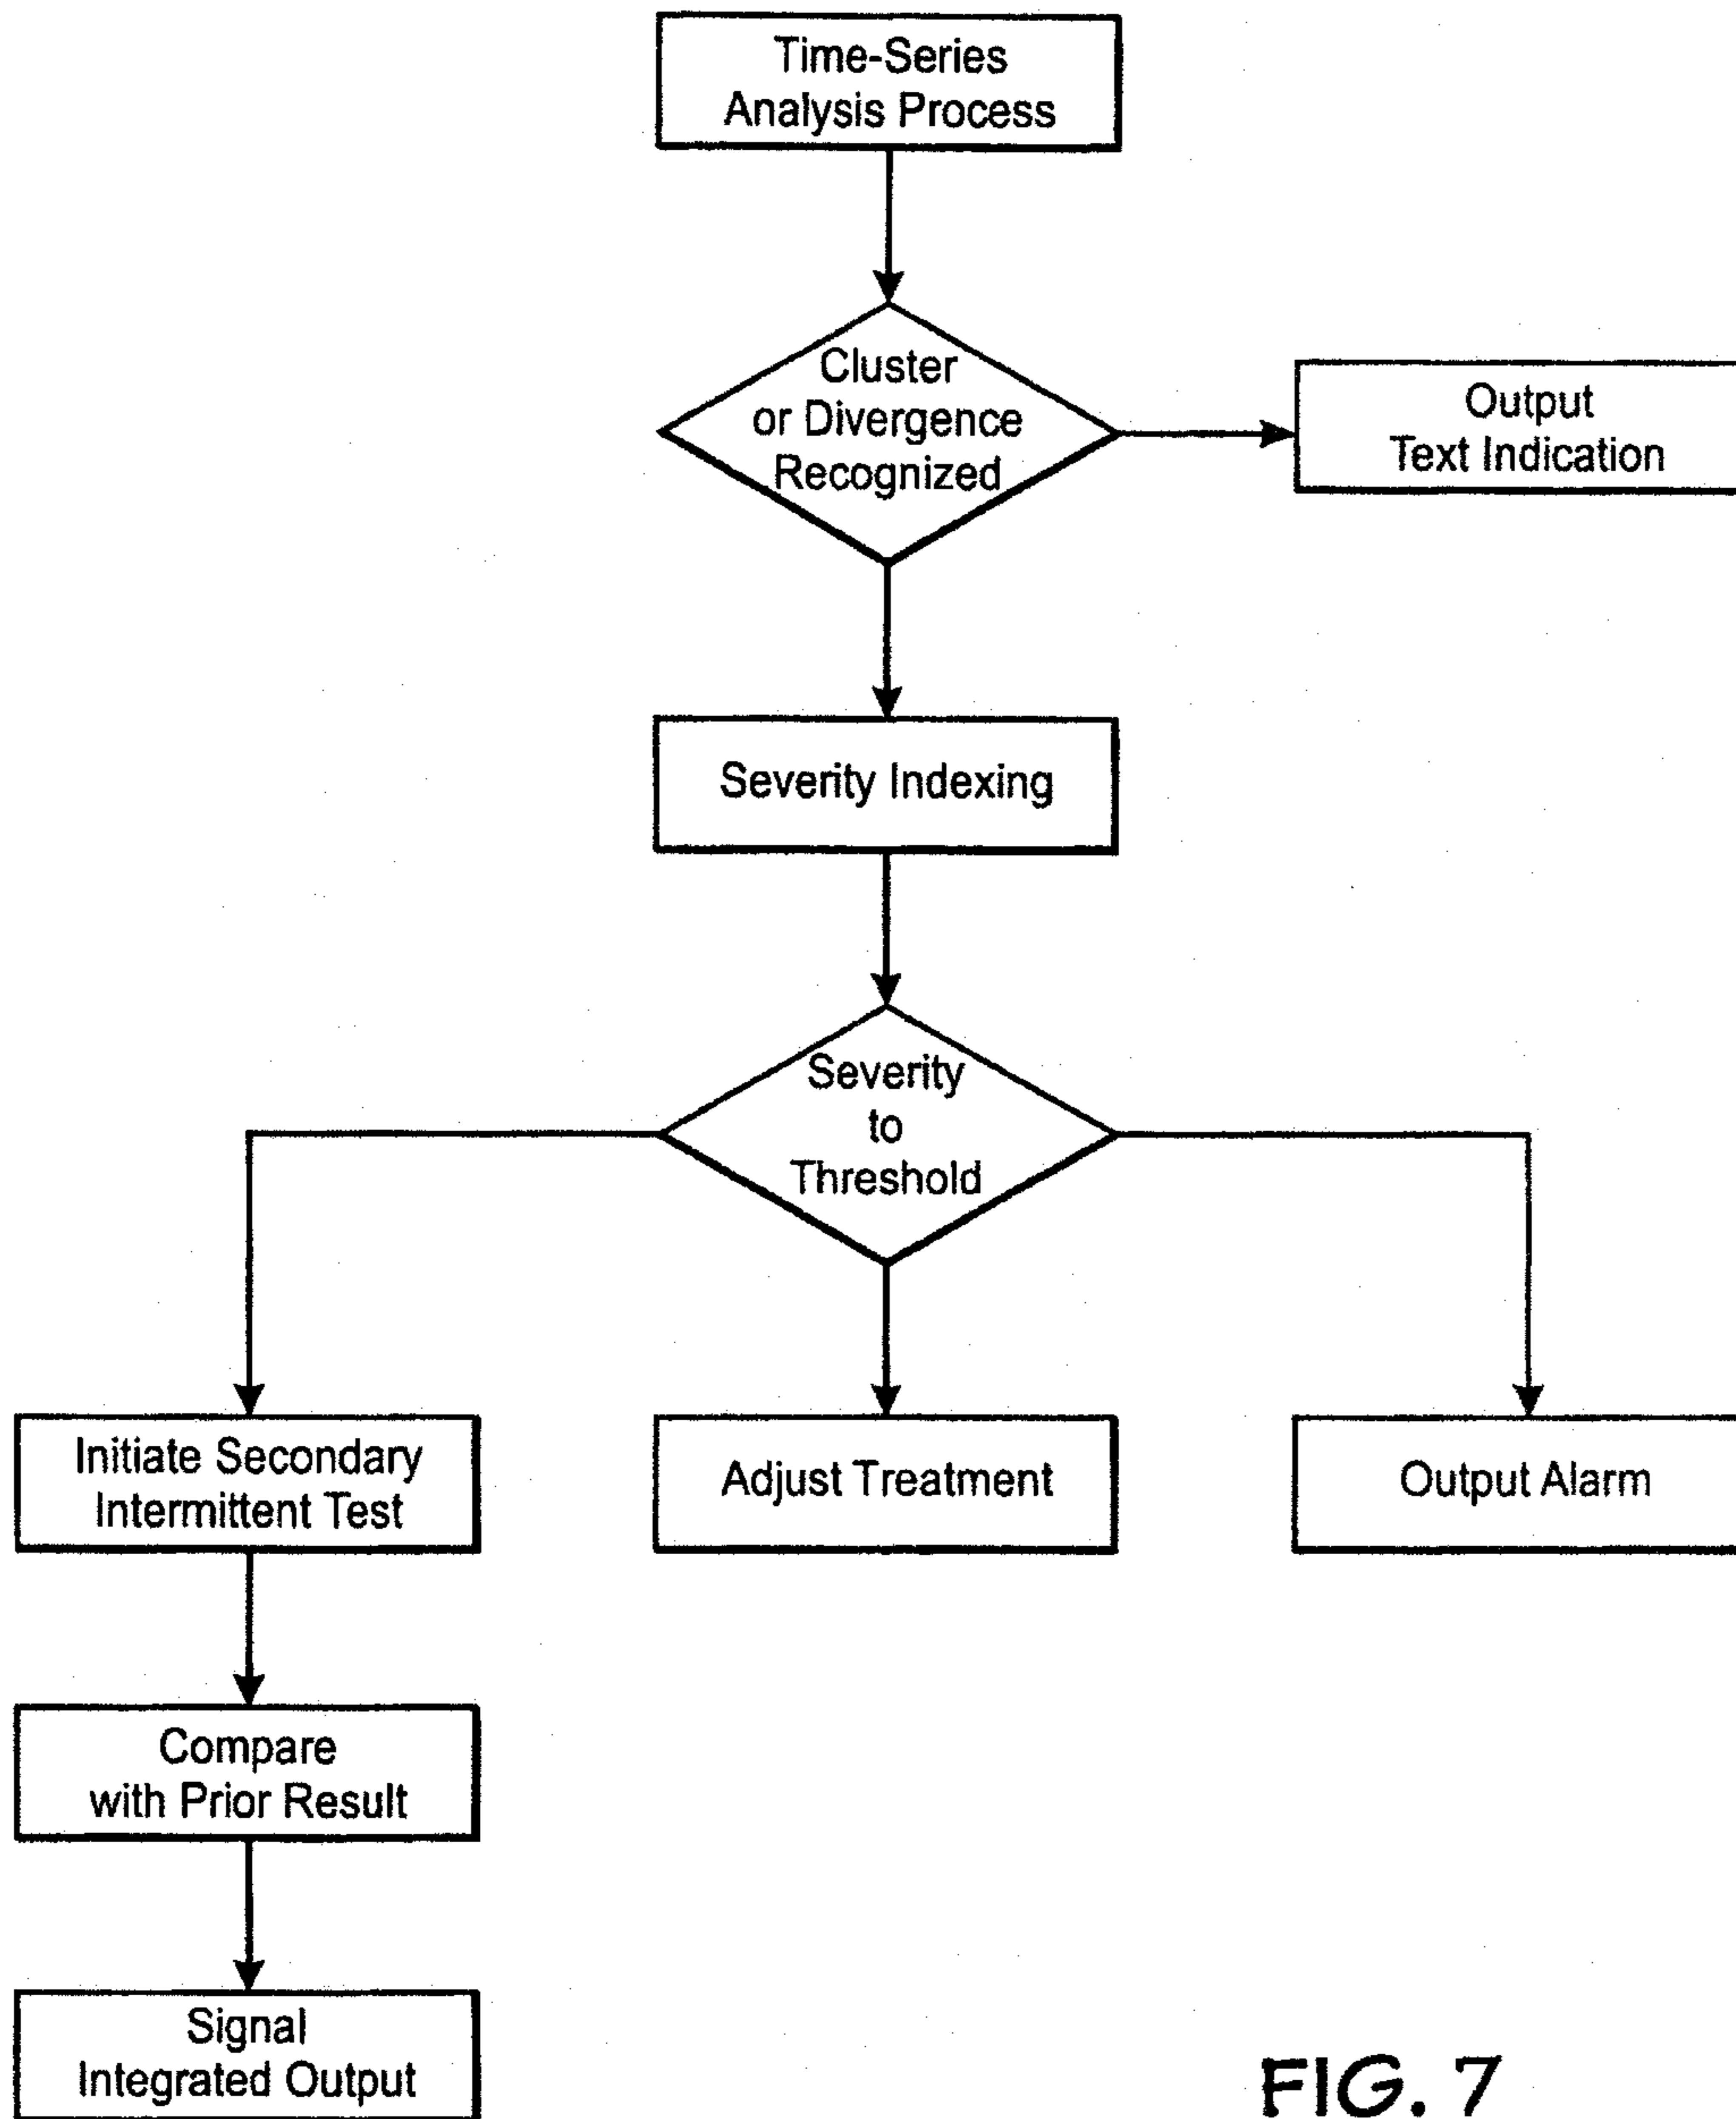 Time-Series
Analysis Process
Cluster
or Divergence
Recognized
Output
Text Indication
Severity Indexing
Severity
to
Threshold
Initiate Secondary
Intermittent Test
Adjust Treatment
Output Alarm
Compare
with Prior Result
Signal
Integrated Output
FIG. 7